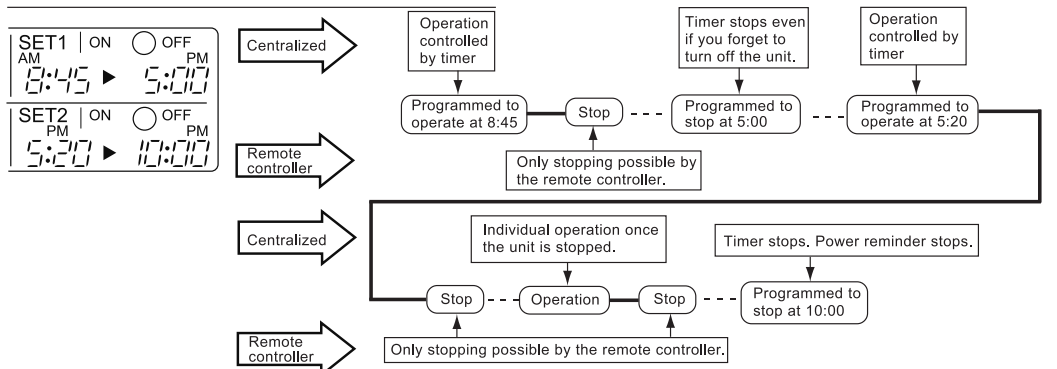 SET1 ON OFF
AM PM
8:45 ▶ 5:00
SET2 ON OFF
PM PM
5:20 ▶ 10:00
Centralized
Operation
controlled
by timer
Timer stops even
if you forget to
turn off the unit.
Operation
controlled by
timer
Programmed to
operate at 8:45
Stop
Programmed to
stop at 5:00
Programmed to
operate at 5:20
Remote
controller
Only stopping possible by
the remote controller.
Centralized
Individual operation once
the unit is stopped.
Timer stops. Power reminder stops.
Stop
Operation
Stop
Programmed to
stop at 10:00
Remote
controller
Only stopping possible by the remote controller.